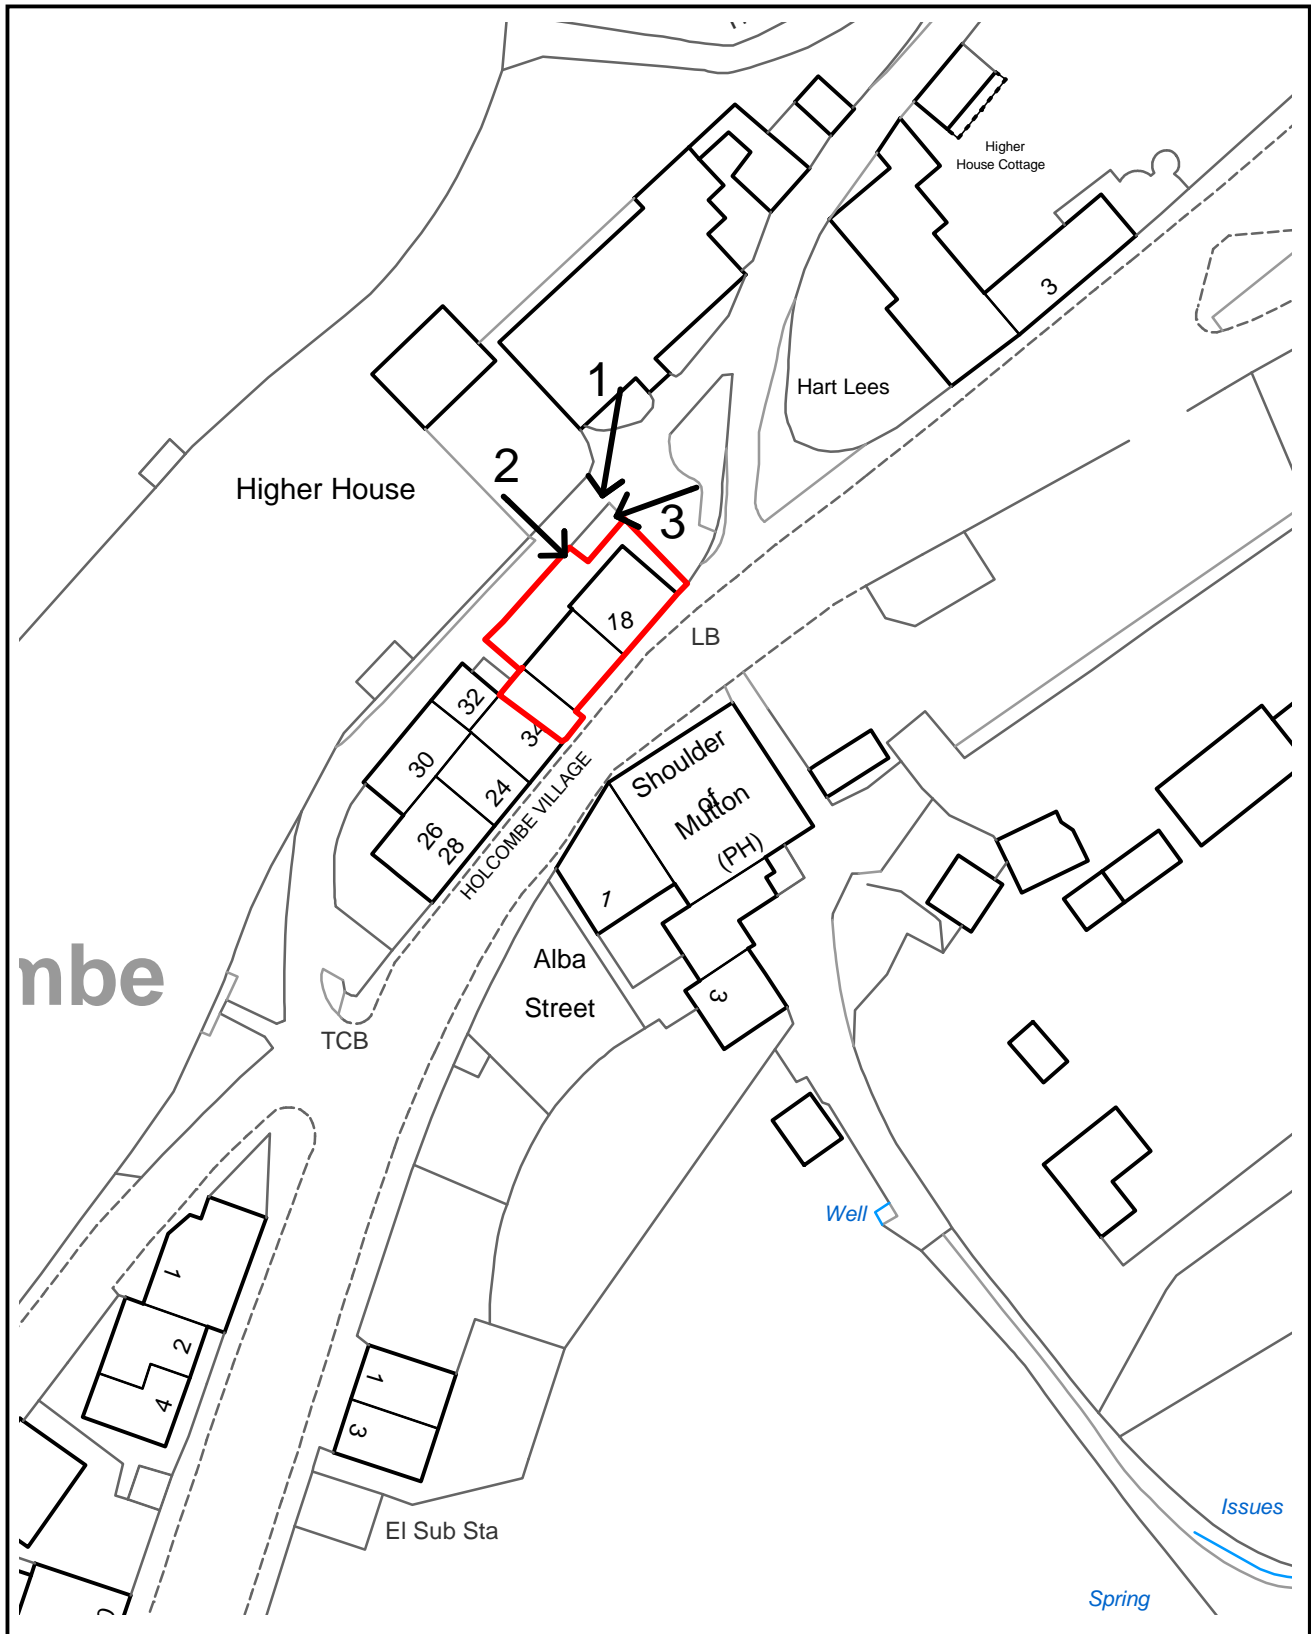 Higher
House Cottage
3
1
Hart Lees
2
Higher House
3
18
LB
32
34
30
Shoulder
of
Mutton
(PH)
24
26
28
HOLCOMBE VILLAGE
1
mbe
Alba
Street
3
TCB
Well
1
2
4
1
3
El Sub Sta
Issues
Spring